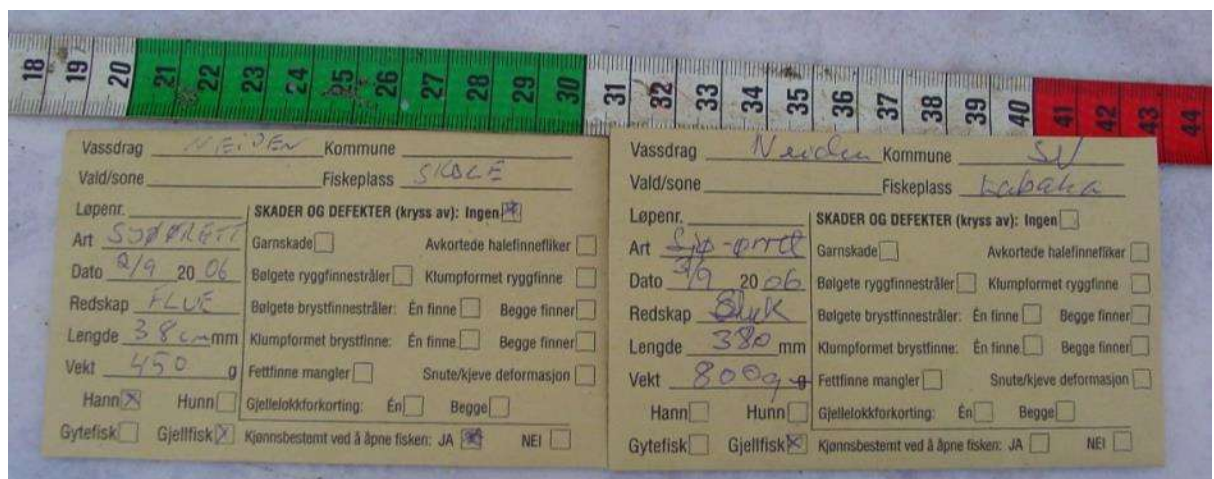 18 19 20 21 22 23 24 25 26 27 28 29 30 31 32 33 34 35 36 37 38 39 40 41 42 43 44
Vassdrag NEIDEN Kommune
Vald/sone Fiskeplass
Løpenr. SKADER OG DEFEKTER (kryss av): Ingen
Art SJØØRETT Garnskade Avkortede halefinnefliker
Dato 2/9 20 06 Bølgete ryggfinnestråler Klumpformet ryggfinne
Redskap FLUE Bølgete brystfinnestråler: Én finne Begge finner
Lengde 38 cm mm Klumpformet brystfinne: Én finne Begge finner
Vekt 450 g Fettfinne mangler Snute/kjeve deformasjon
Hann Hunn Gjellelokkforkorting: Én Begge
Gytefisk Gjellfisk Kjønnsbestemt ved å åpne fisken: JA NEI
Vassdrag Neiden Kommune SV
Vald/sone Fiskeplass
Løpenr. SKADER OG DEFEKTER (kryss av): Ingen
Art Sjø-ørret Garnskade Avkortede halefinnefliker
Dato 3/9 20 06 Bølgete ryggfinnestråler Klumpformet ryggfinne
Redskap Sluk Bølgete brystfinnestråler: Én finne Begge finner
Lengde 380 mm Klumpformet brystfinne: Én finne Begge finner
Vekt 800g g Fettfinne mangler Snute/kjeve deformasjon
Hann Hunn Gjellelokkforkorting: Én Begge
Gytefisk Gjellfisk Kjønnsbestemt ved å åpne fisken: JA NEI